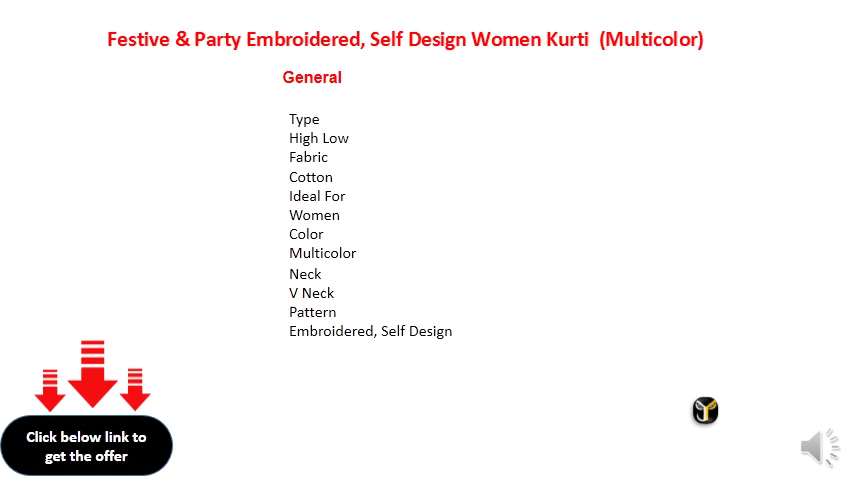 Festive & Party Embroidered, Self Design Women Kurti (Multicolor)
General
Type
High Low
Fabric
Cotton
Ideal For
Women
Color
Multicolor
Neck
V Neck
Pattern
Embroidered, Self Design
Click below link to
get the offer